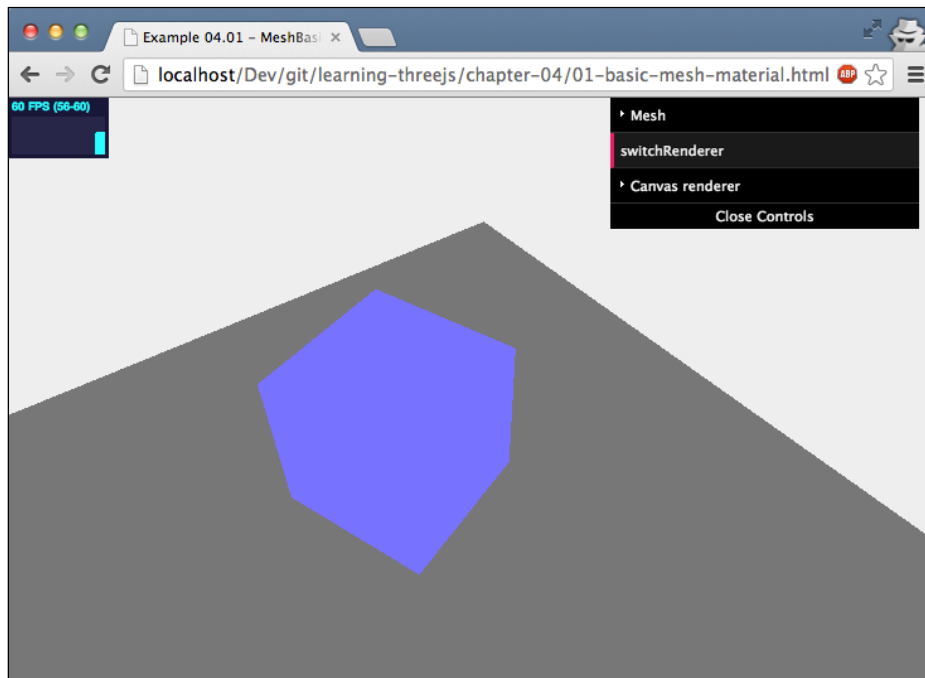 Example 04.01 - MeshBasi
localhost/Dev/git/learning-threejs/chapter-04/01-basic-mesh-material.html
ABP
60 FPS (56-60)
Mesh
switchRenderer
Canvas renderer
Close Controls